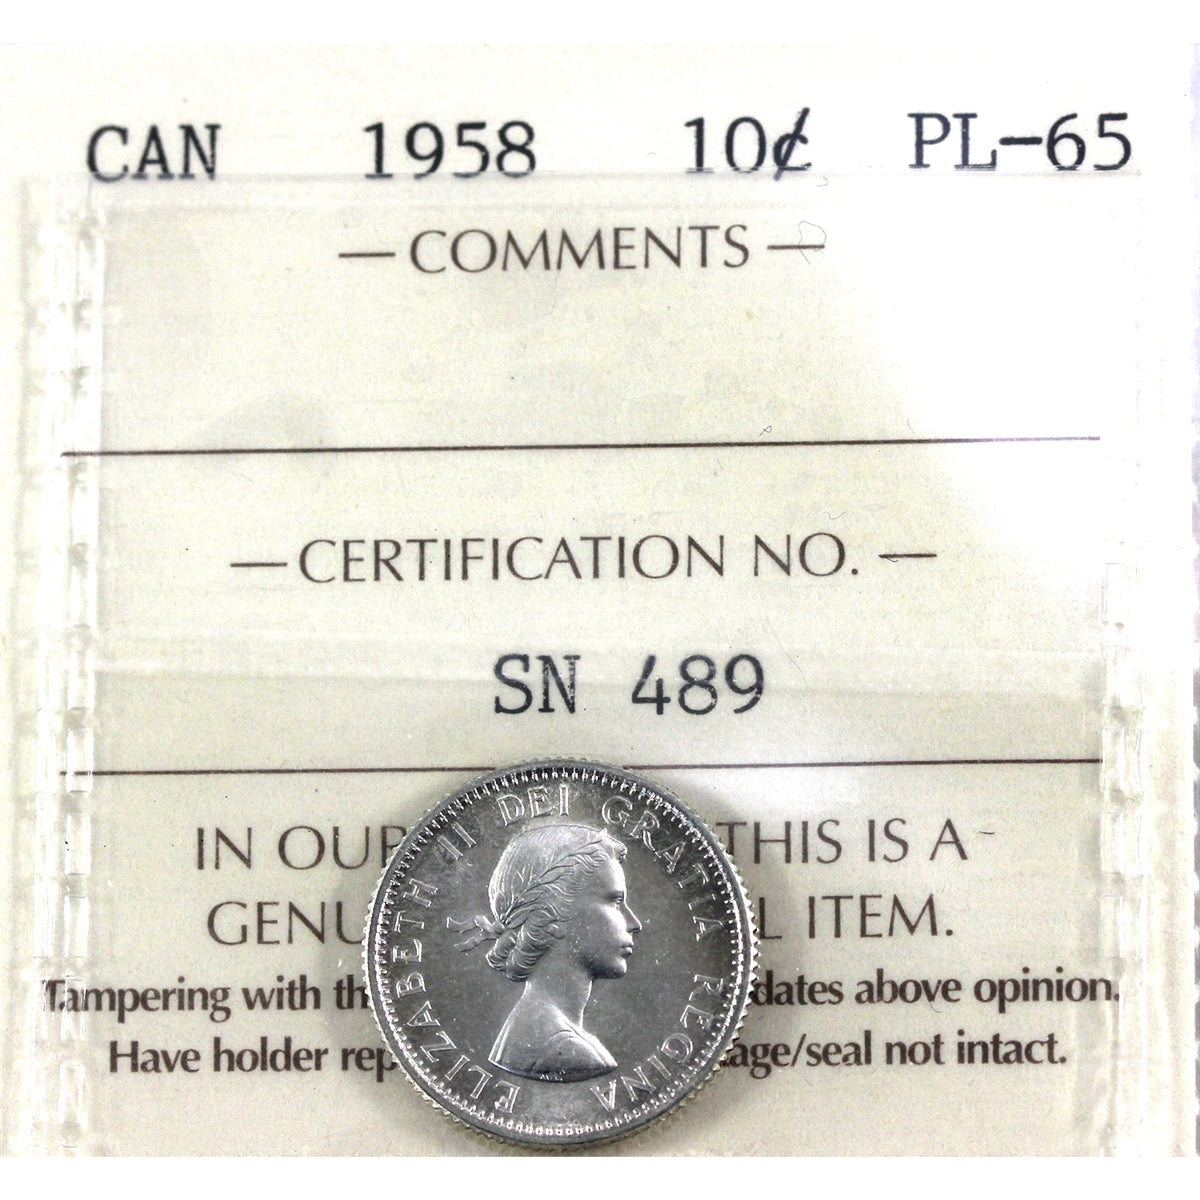 CAN 1958 10¢ PL-65
— COMMENTS —
— CERTIFICATION NO. —
SN 489
IN OUR THIS IS A
GENU L ITEM.
Tampering with th dates above opinion.
Have holder rep age/seal not intact.
ELIZABETH II DEI GRATIA REGINA